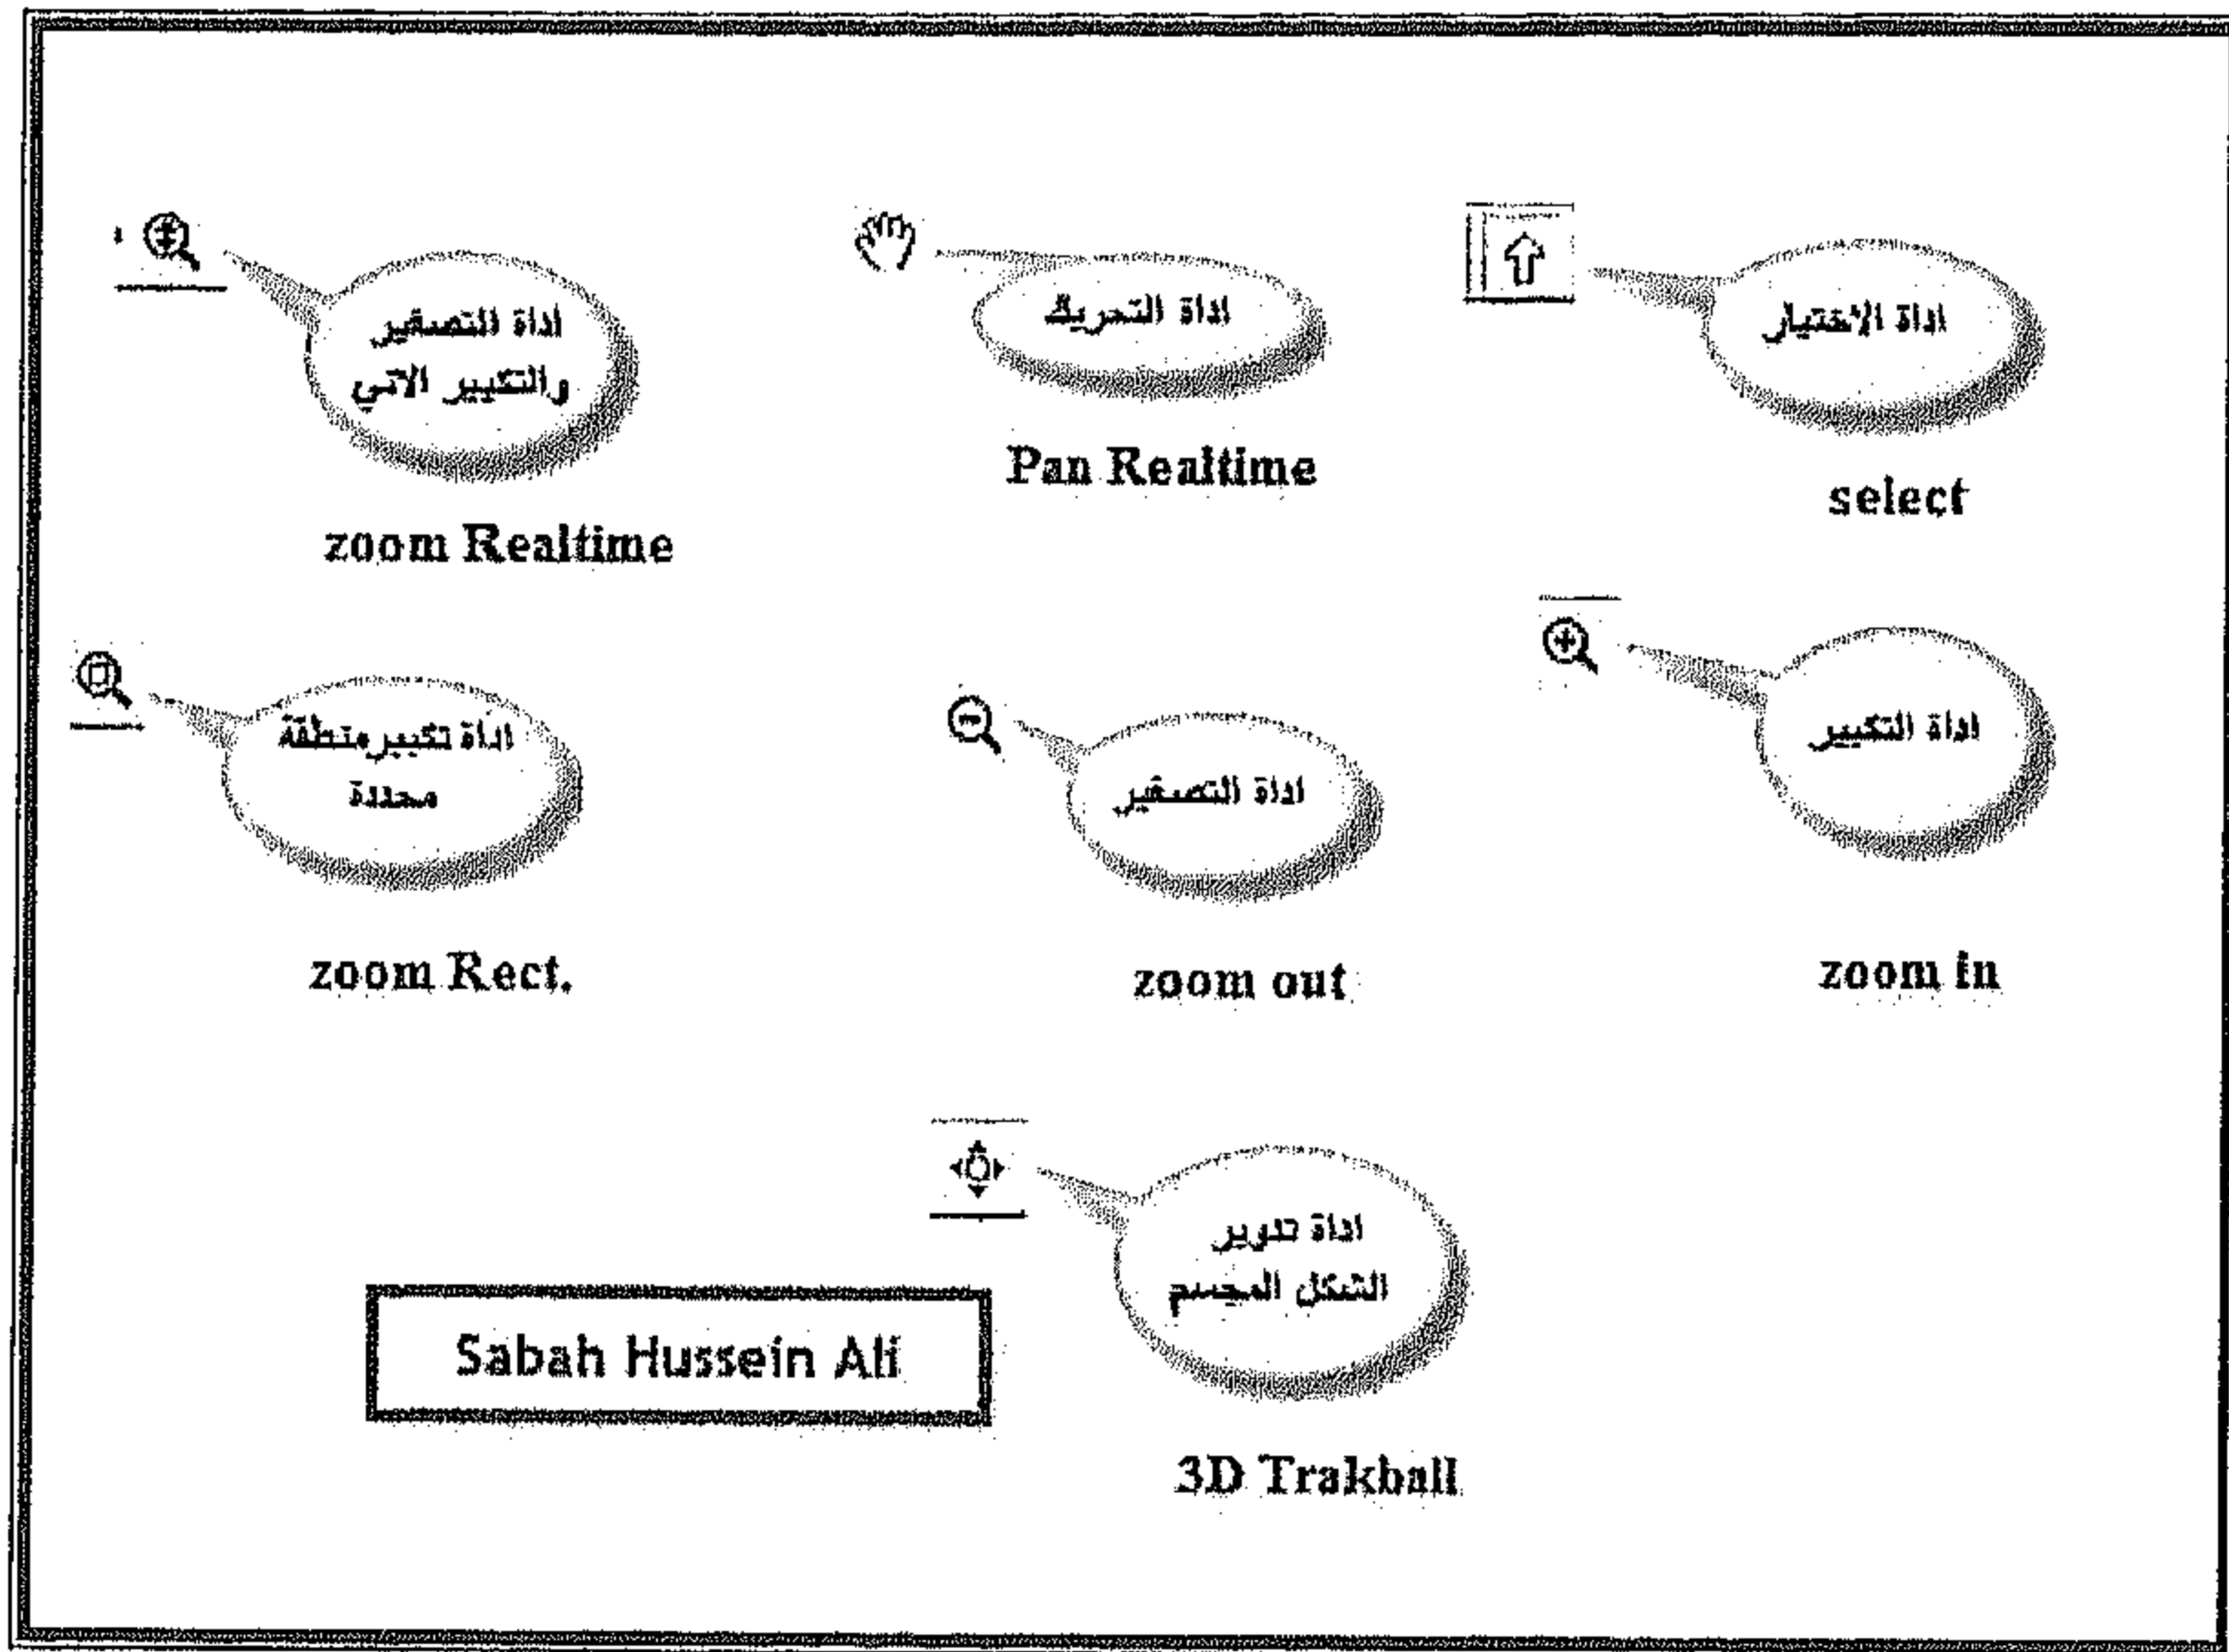 اداة الاختيار
select
اداة التحريك
Pan Realtime
أداة التصغير
والتكبير الاني
zoom Realtime
اداة التكبير
zoom in
اداة التصغير
zoom out
اداة تكبير منطقة
محددة
zoom Rect.
اداة تدوير
الشكل المجسم
3D Trakball
Sabah Hussein Ali